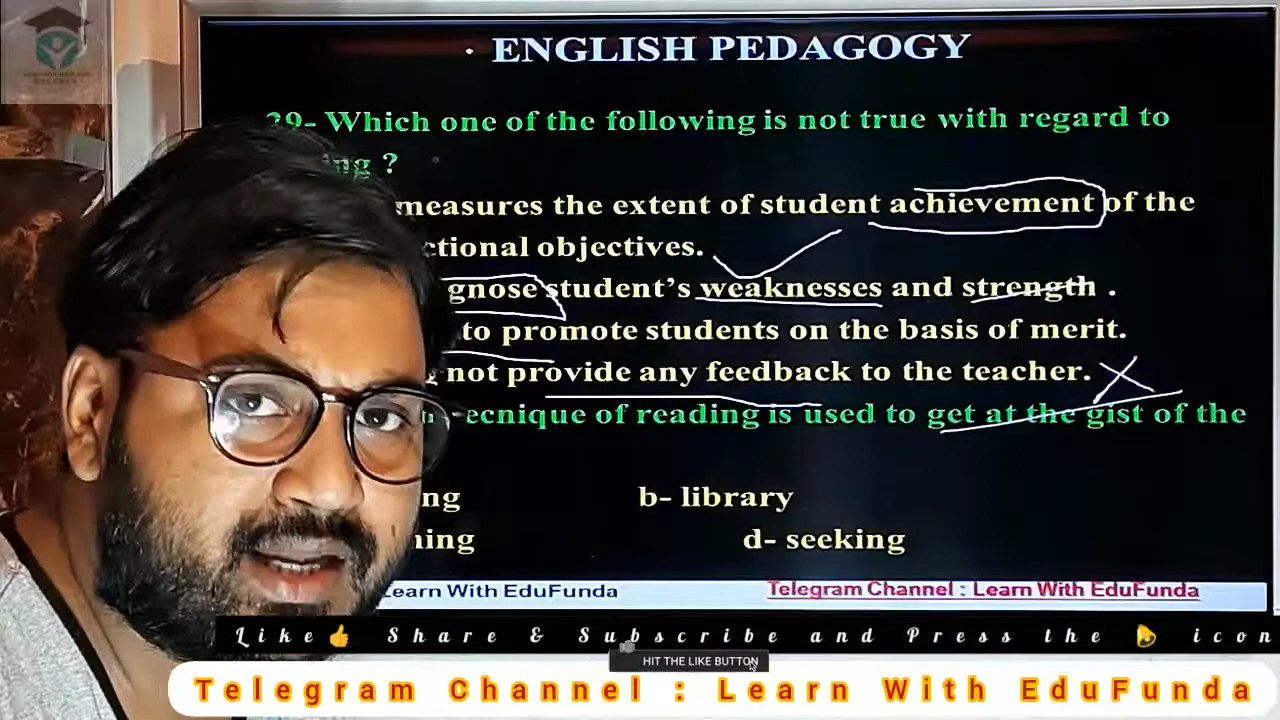 ENGLISH PEDAGOGY
29- Which one of the following is not true with regard to
ing ?
measures the extent of student achievement of the
ctional objectives.
gnose student's weaknesses and strength .
to promote students on the basis of merit.
not provide any feedback to the teacher.
ecnique of reading is used to get at the gist of the
ng b- library
ning d- seeking
Learn With EduFunda Telegram Channel : Learn With EduFunda
Like 👍 Share & Subscribe and Press the 🔔 icon
HIT THE LIKE BUTTON
Telegram Channel : Learn With EduFunda